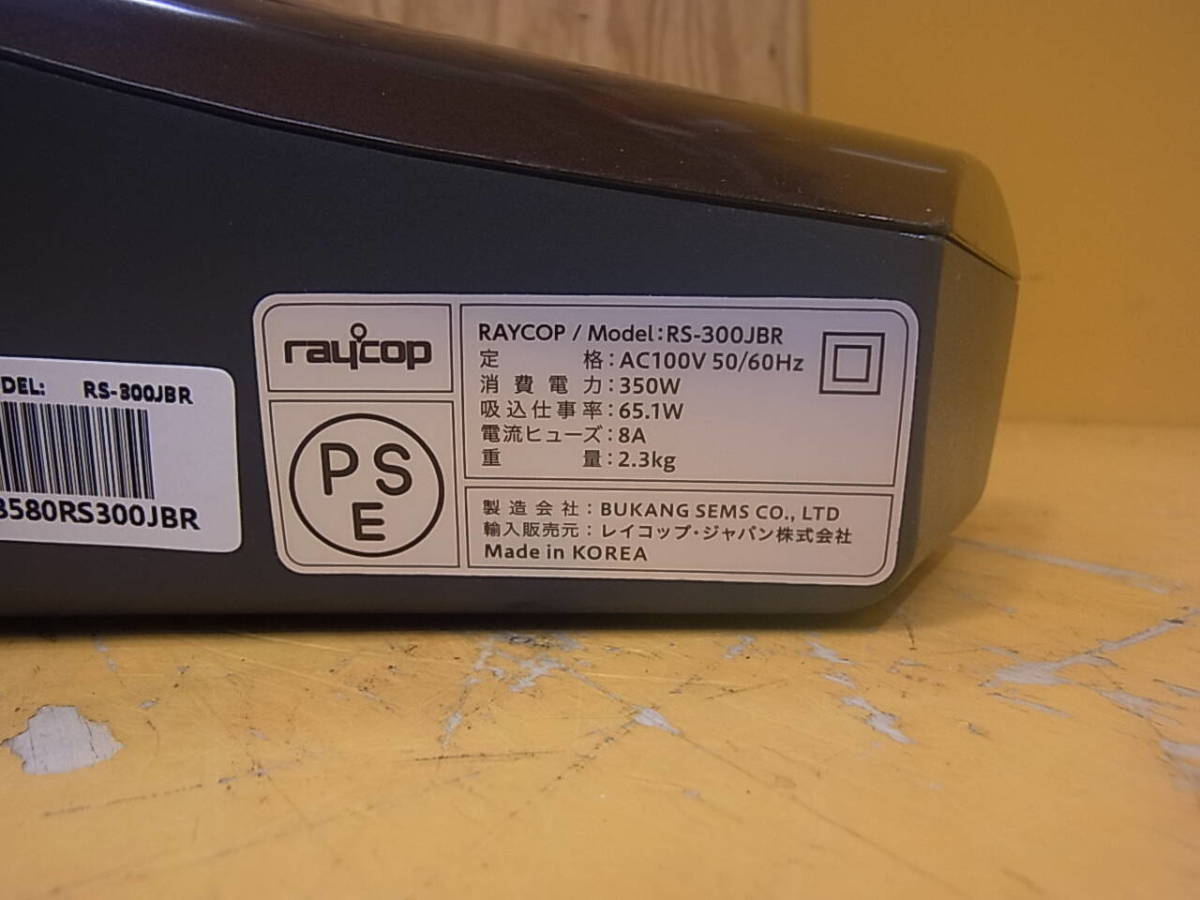 raycop
PSE
RAYCOP / Model:RS-300JBR
定格:AC100V 50/60Hz
消費電力:350W
吸込仕事率:65.1W
電流ヒューズ:8A
重量:2.3kg
製造会社:BUKANG SEMS CO., LTD
輸入販売元:レイコップ・ジャパン株式会社
Made in KOREA
DEL: RS-300JBR
3580RS300JBR